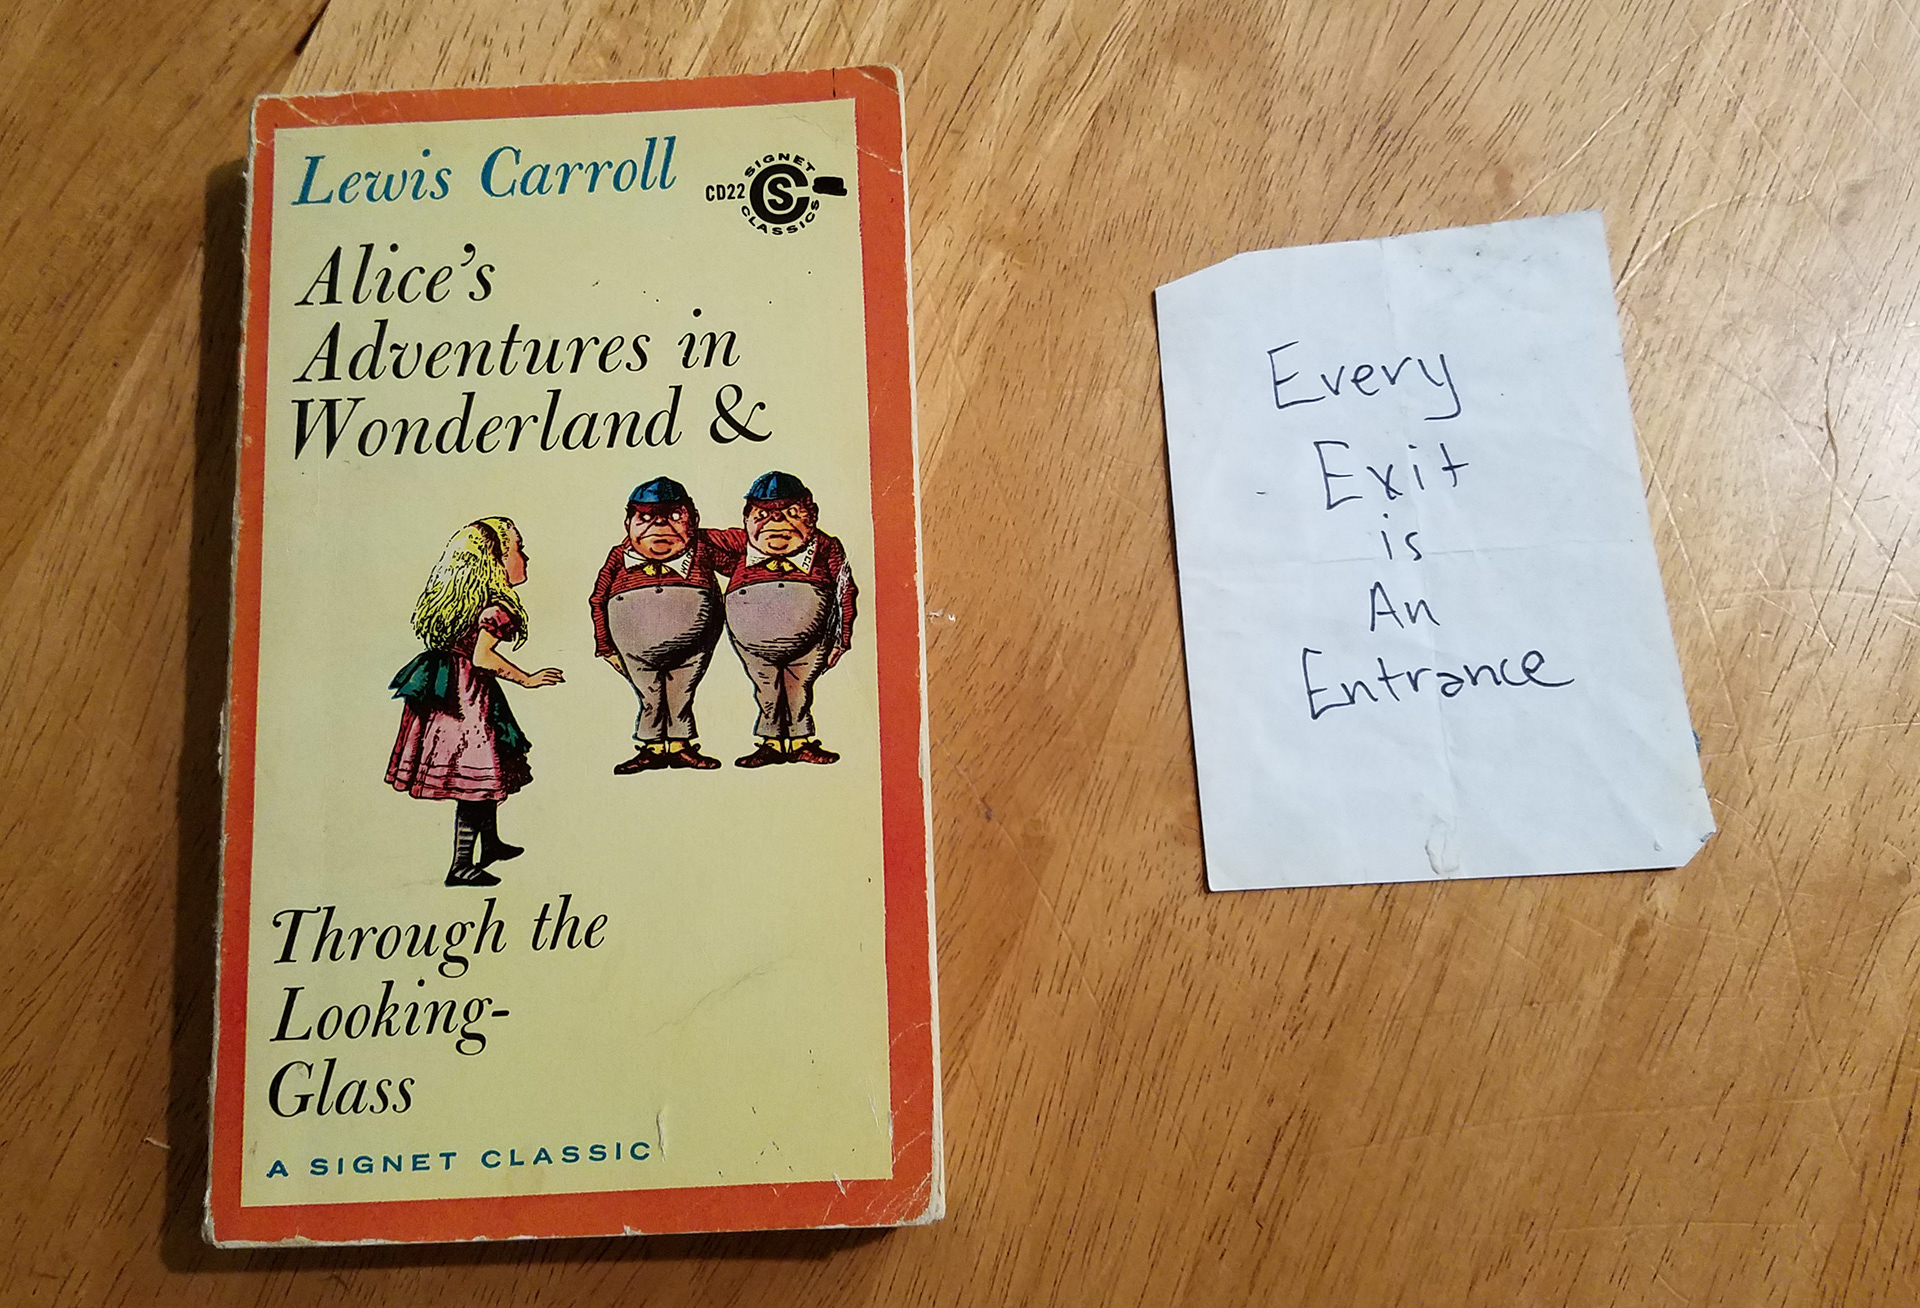 Lewis Carroll
CD22
SIGNET
CS
CLASSICS
Alice's
Adventures in
Wonderland &
Through the
Looking-
Glass
A SIGNET CLASSIC
Every
Exit
is
An
Entrance